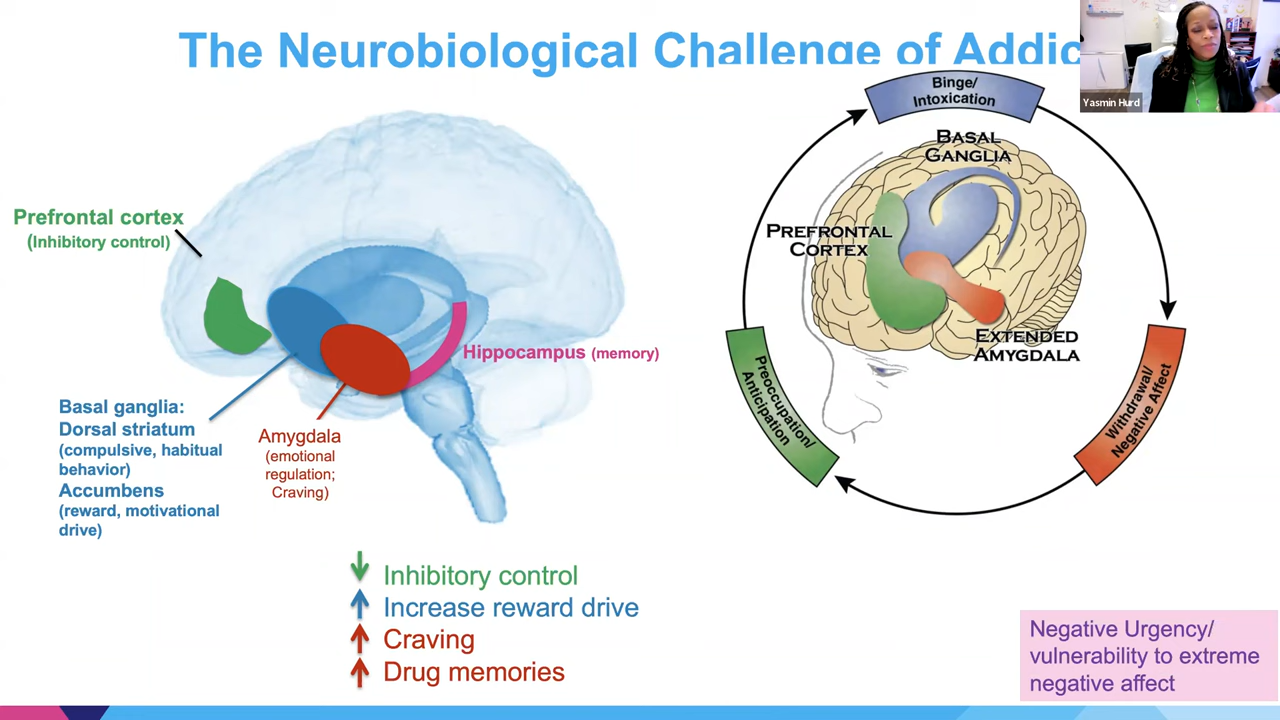 The Neurobiological Challenge of Addic
Yasmin Hurd
Prefrontal cortex
(Inhibitory control)
Hippocampus (memory)
Basal ganglia:
Dorsal striatum
(compulsive, habitual
behavior)
Accumbens
(reward, motivational
drive)
Amygdala
(emotional
regulation;
Craving)
Binge/
Intoxication
BASAL
GANGLIA
PREFRONTAL
CORTEX
EXTENDED
AMYGDALA
Preoccupation/
Anticipation
Withdrawal/
Negative Affect
Inhibitory control
Increase reward drive
Craving
Drug memories
Negative Urgency/
vulnerability to extreme
negative affect